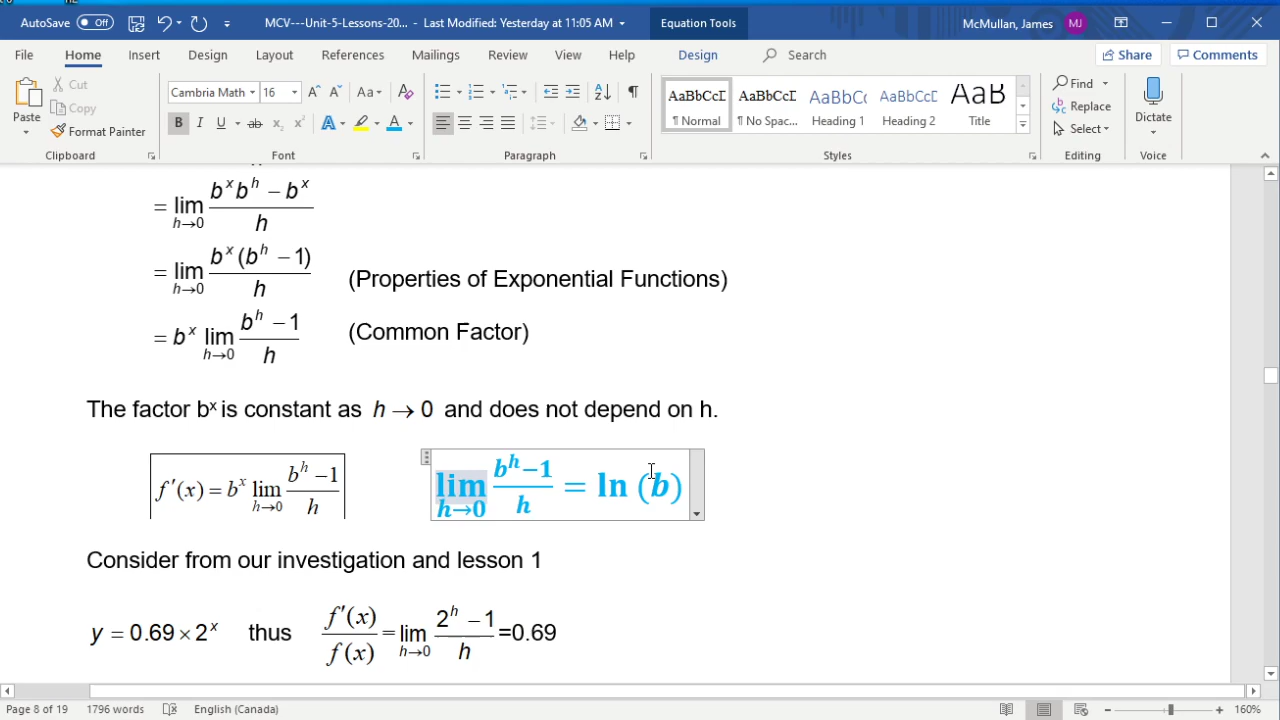 AutoSave Off MCV---Unit-5-Lessons-20... - Last Modified: Yesterday at 11:05 AM Equation Tools McMullan, James MJ
File Home Insert Design Layout References Mailings Review View Help Design Search Share Comments
Paste Cut Copy Format Painter
Cambria Math 16 A A Aa A
B I U ab x₂ x² A A
AaBbCcI AaBbCcI AaBbCc AaBbCcI AaB
¶ Normal ¶ No Spac... Heading 1 Heading 2 Title
Find Replace Select Dictate
Clipboard Font Paragraph Styles Editing Voice
= lim h→0 (b^x b^h − b^x)/h
= lim h→0 b^x (b^h − 1)/h (Properties of Exponential Functions)
= b^x lim h→0 (b^h − 1)/h (Common Factor)
The factor b^x is constant as h → 0 and does not depend on h.
f′(x) = b^x lim h→0 (b^h − 1)/h lim h→0 (b^h−1)/h = ln (b)
Consider from our investigation and lesson 1
y = 0.69 × 2^x thus f′(x)/f(x) = lim h→0 (2^h − 1)/h =0.69
Page 8 of 19 1796 words English (Canada) 160%